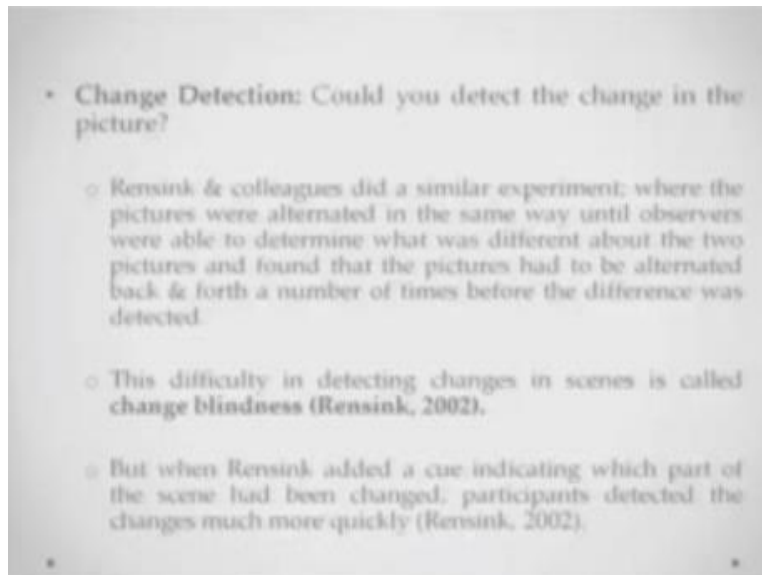 • Change Detection: Could you detect the change in the
picture?
o Rensink & colleagues did a similar experiment; where the
pictures were alternated in the same way until observers
were able to determine what was different about the two
pictures and found that the pictures had to be alternated
back & forth a number of times before the difference was
detected.
o This difficulty in detecting changes in scenes is called
change blindness (Rensink, 2002).
o But when Rensink added a cue indicating which part of
the scene had been changed, participants detected the
changes much more quickly (Rensink, 2002).